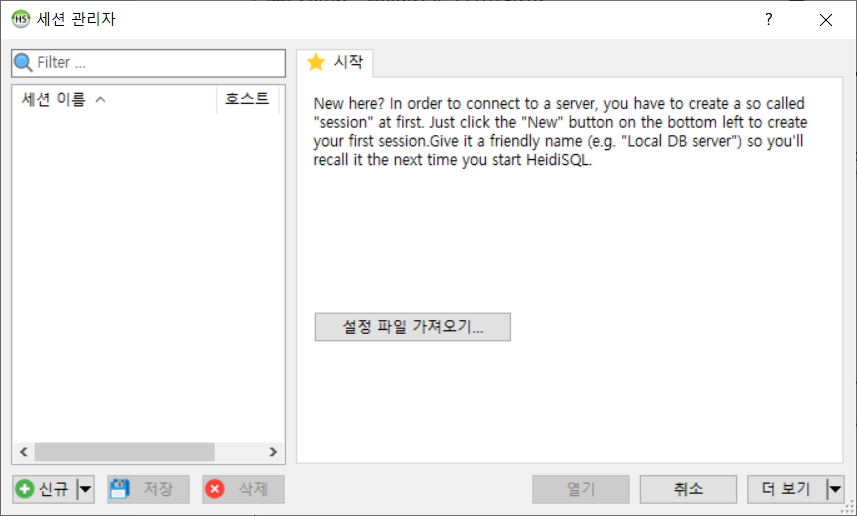 HS 세션 관리자 ?
Filter ...
시작
세션 이름 호스트
New here? In order to connect to a server, you have to create a so called
"session" at first. Just click the "New" button on the bottom left to create
your first session.Give it a friendly name (e.g. "Local DB server") so you'll
recall it the next time you start HeidiSQL.
설정 파일 가져오기...
신규 저장 삭제 열기 취소 더 보기